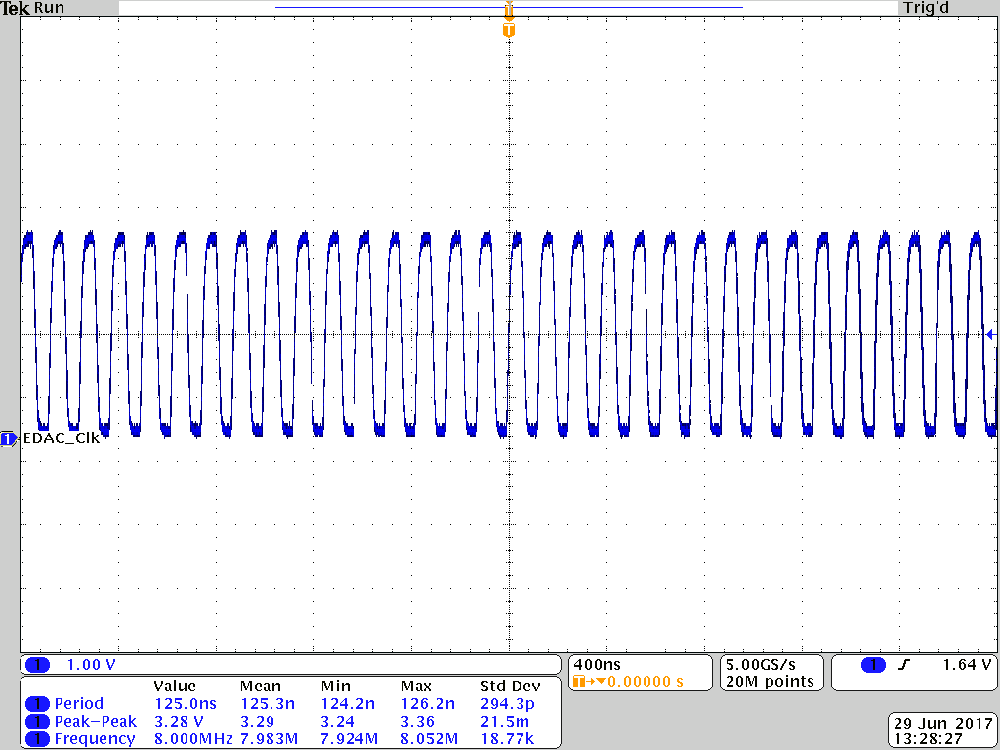 Tek Run Trig'd
T
T
1 EDAC_Clk
1 1.00 V
400ns
T→▼0.00000 s
5.00GS/s
20M points
1 1.64 V
Value Mean Min Max Std Dev
1 Period 125.0ns 125.3n 124.2n 126.2n 294.3p
1 Peak−Peak 3.28 V 3.29 3.24 3.36 21.5m
1 Frequency 8.000MHz 7.983M 7.924M 8.052M 18.77k
29 Jun 2017
13:28:27